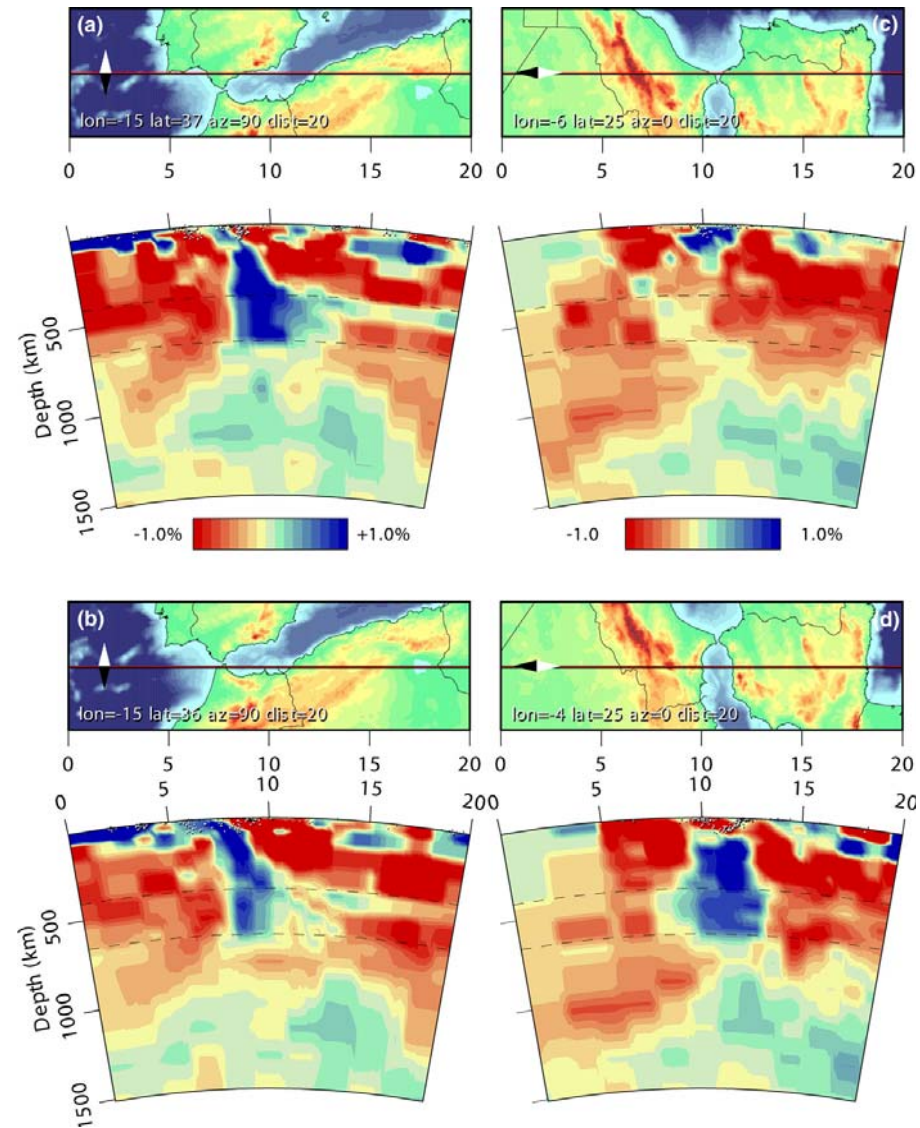 (a)
lon=-15 lat=37 az=90 dist=20
0 5 10 15 20
(c)
lon=-6 lat=25 az=0 dist=20
0 5 10 15 20
Depth (km)
500
1000
1500
-1.0% +1.0%
-1.0 1.0%
(b)
lon=-15 lat=36 az=90 dist=20
0 5 10 15 20
(d)
lon=-4 lat=25 az=0 dist=20
0 5 10 15 20
0 5 10 15 20
0 5 10 15 20
Depth (km)
500
1000
1500